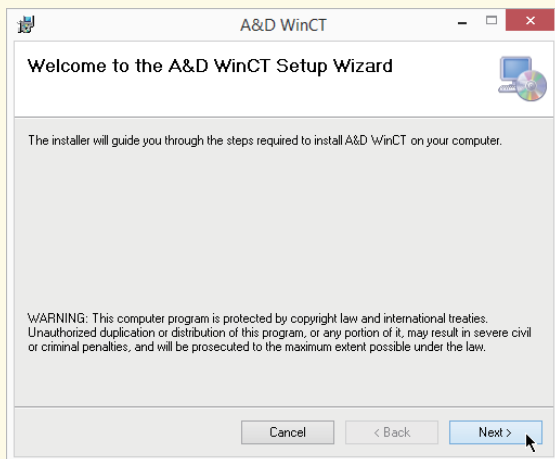 A&D WinCT
Welcome to the A&D WinCT Setup Wizard
The installer will guide you through the steps required to install A&D WinCT on your computer.
WARNING: This computer program is protected by copyright law and international treaties.
Unauthorized duplication or distribution of this program, or any portion of it, may result in severe civil
or criminal penalties, and will be prosecuted to the maximum extent possible under the law.
Cancel
< Back
Next >